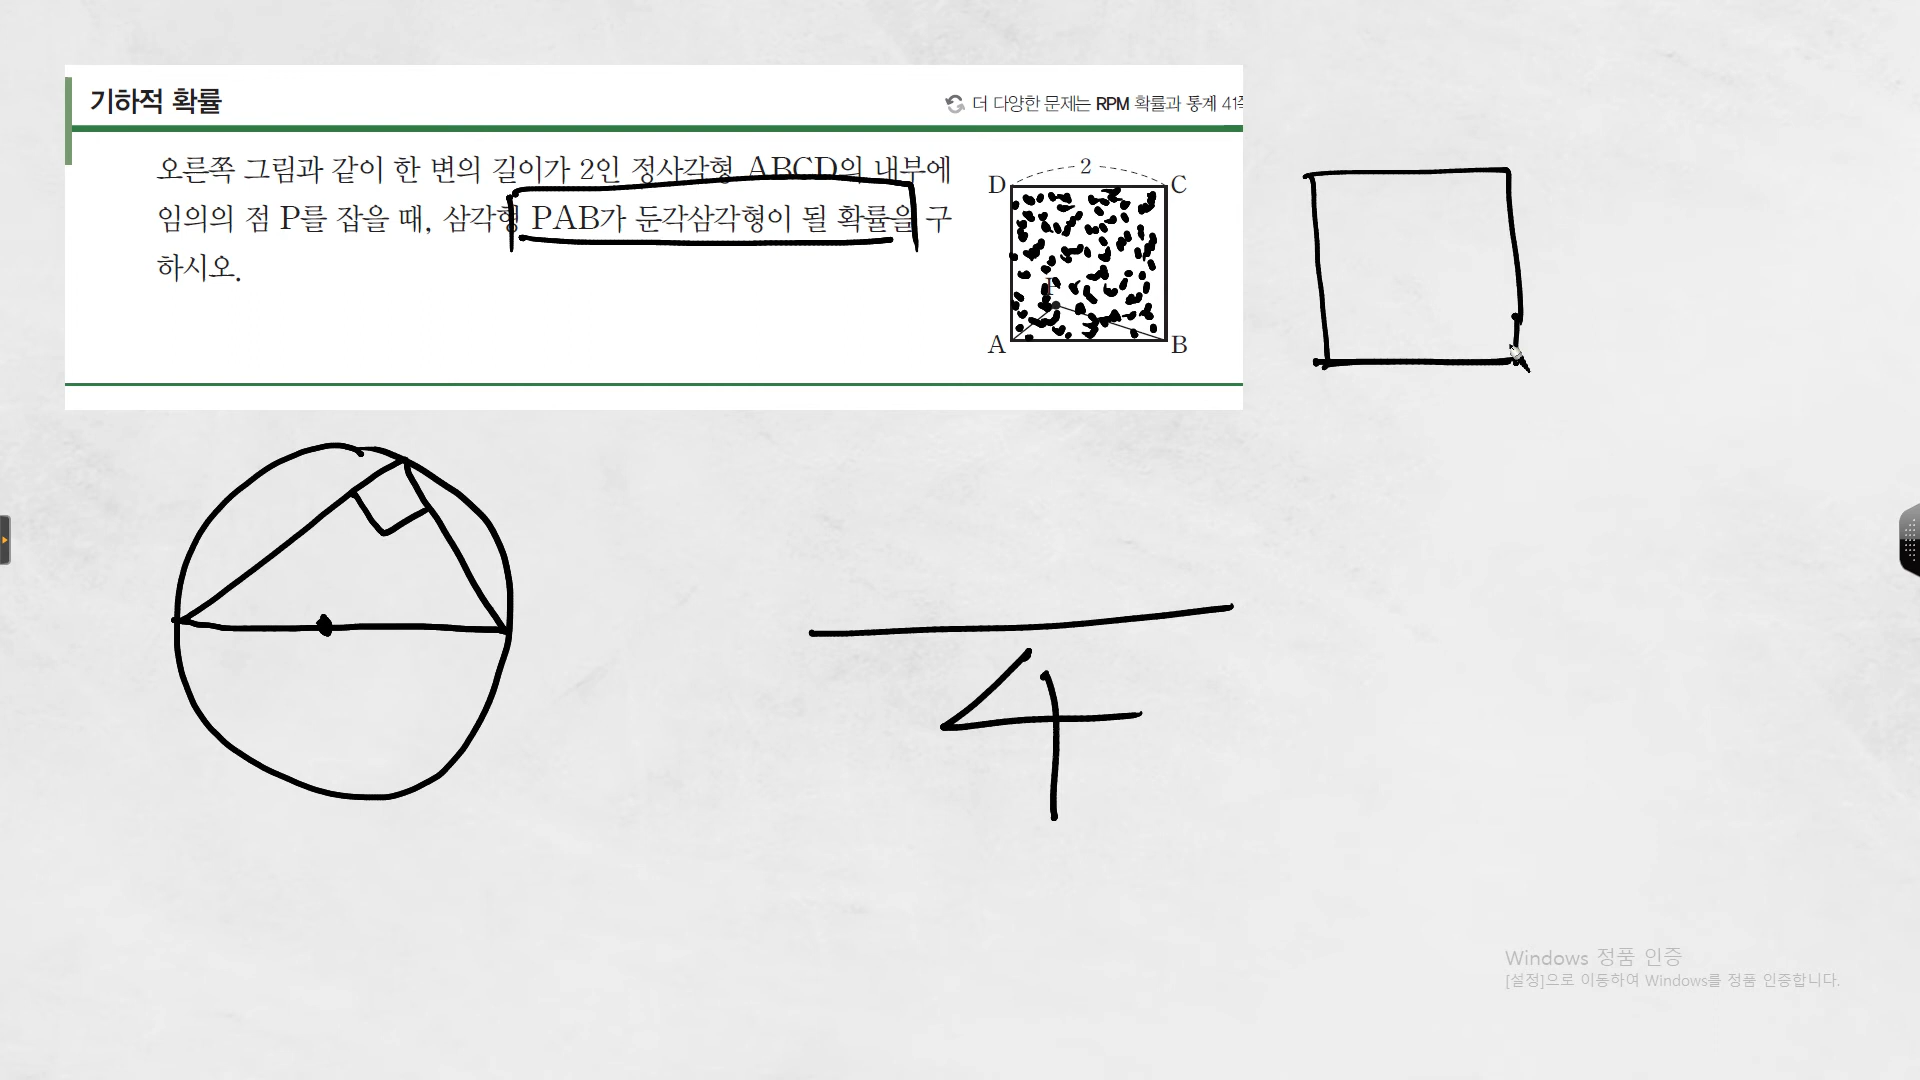 기하적 확률
더 다양한 문제는 RPM 확률과 통계 41쪽
오른쪽 그림과 같이 한 변의 길이가 2인 정사각형 ABCD의 내부에
임의의 점 P를 잡을 때, 삼각형 PAB가 둔각삼각형이 될 확률을 구
하시오.
2
D C
P
A B
4
Windows 정품 인증
[설정]으로 이동하여 Windows를 정품 인증합니다.